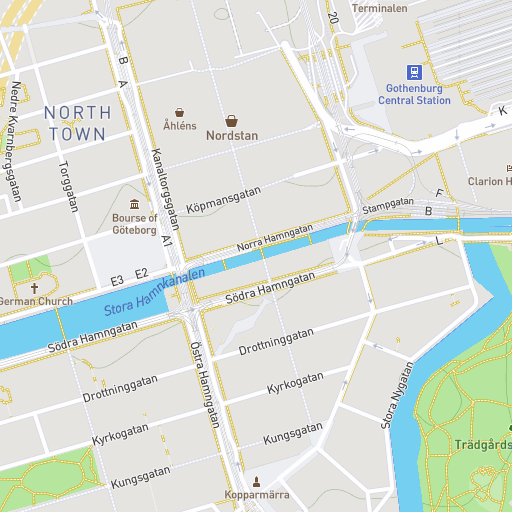 Terminalen
20
B
A
Nedre Kvarnbergsgatan
NORTH
TOWN
Åhléns
Nordstan
Gothenburg
Central Station
K
Torggatan
Kanaltorgsgatan
Köpmansgatan
Clarion H
Stampgatan
F
B
Bourse of
Göteborg
A1
Norra Hamngatan
L
E3
E2
German Church
Stora Hamnkanalen
Södra Hamngatan
Södra Hamngatan
Östra Hamngatan
Drottninggatan
Drottninggatan
Kyrkogatan
Stora Nygatan
Kyrkogatan
Kungsgatan
Trädgårds
Kungsgatan
Kopparmärra